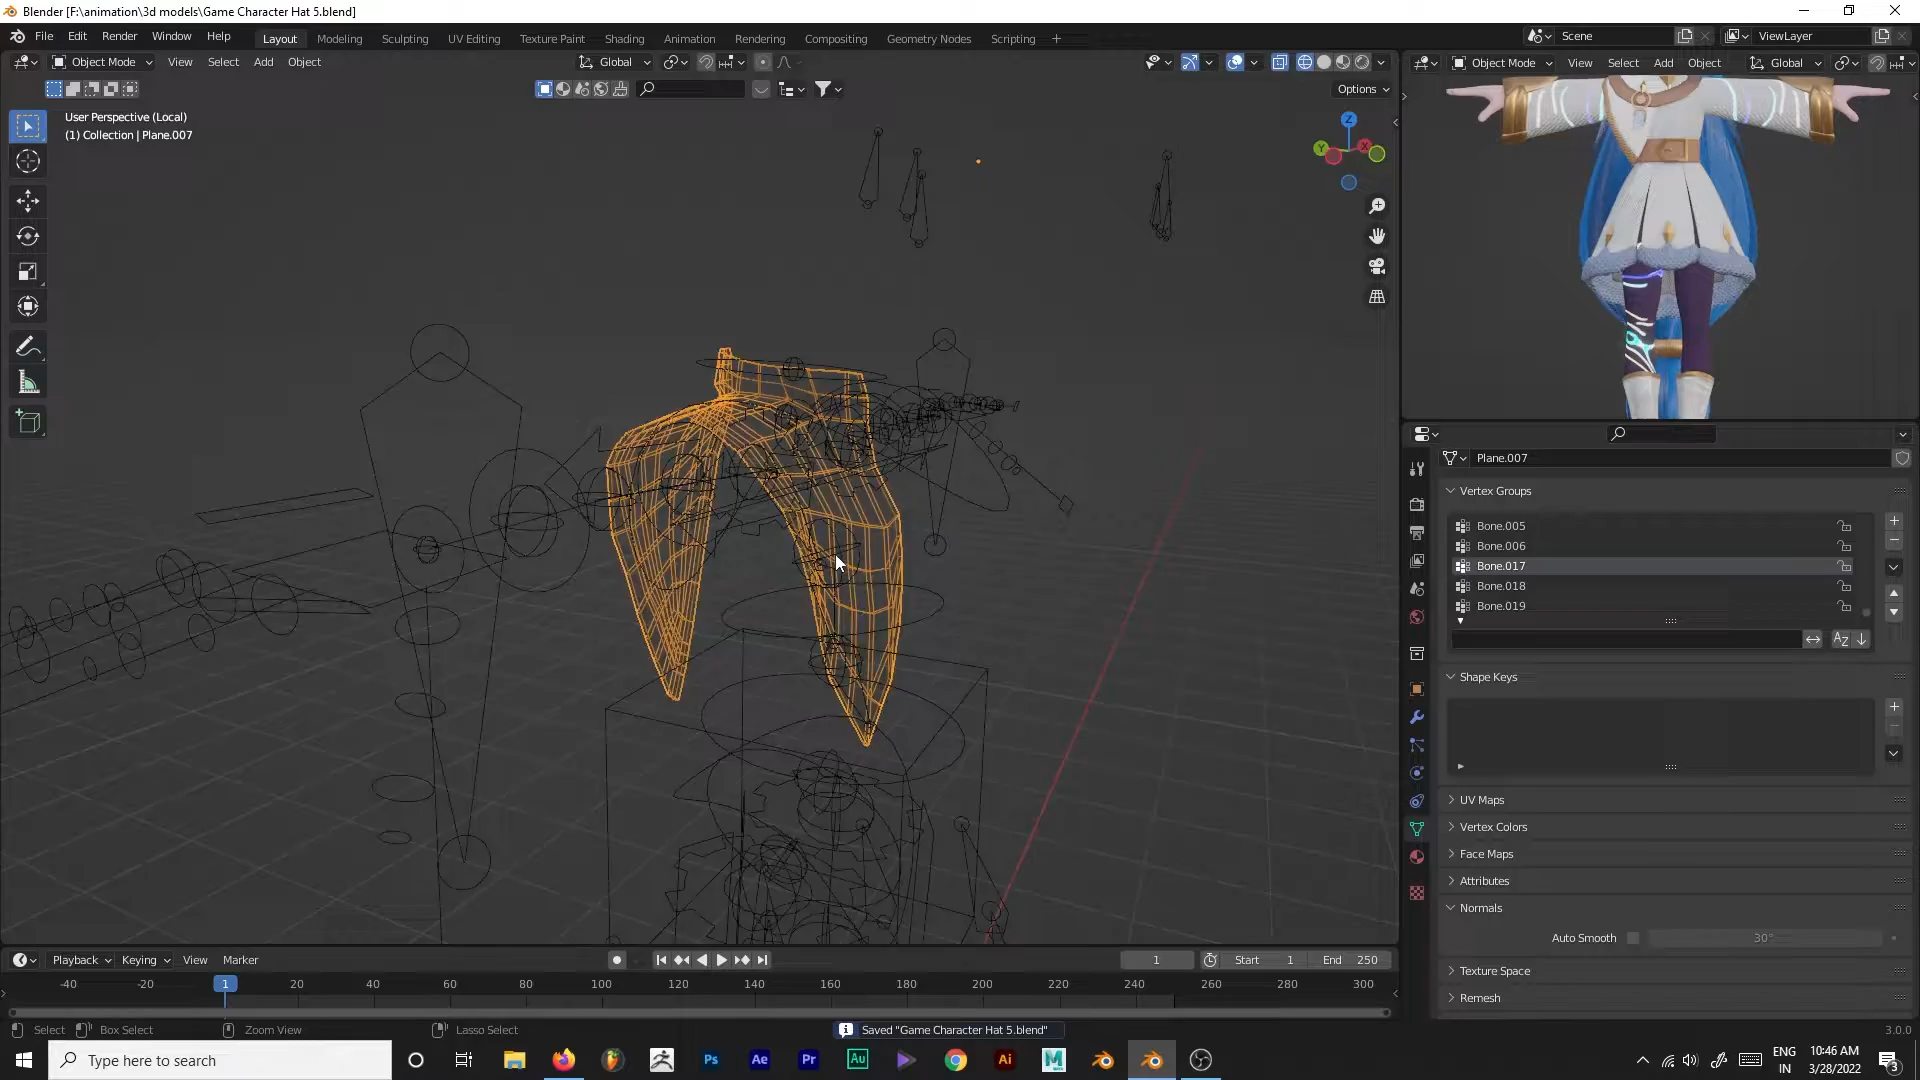 Blender [F:\animation\3d models\Game Character Hat 5.blend]
File Edit Render Window Help Layout Modeling Sculpting UV Editing Texture Paint Shading Animation Rendering Compositing Geometry Nodes Scripting + Scene ViewLayer
Object Mode View Select Add Object Global Object Mode View Select Add Object Global
Options
User Perspective (Local)
(1) Collection | Plane.007
Z
Y
X
Plane.007
Vertex Groups
Bone.005
Bone.006
Bone.017
Bone.018
Bone.019
Shape Keys
UV Maps
Vertex Colors
Face Maps
Attributes
Normals
Auto Smooth 30°
Texture Space
Remesh
Playback Keying View Marker 1 Start 1 End 250
-40 -20 1 20 40 60 80 100 120 140 160 180 200 220 240 260 280 300
Select Box Select Zoom View Lasso Select Saved "Game Character Hat 5.blend" 3.0.0
Type here to search Ps Ae Pr Au Ai M
ENG
IN
10:46 AM
3/28/2022
3